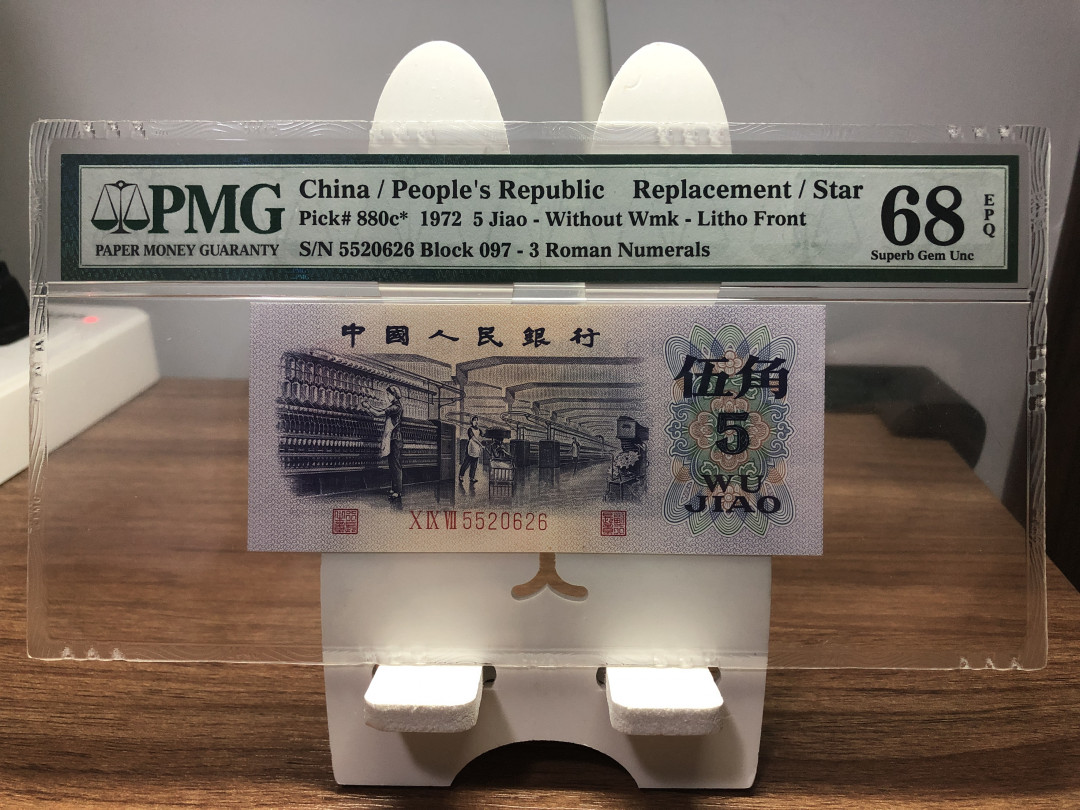 PMG
PAPER MONEY GUARANTY
China / People's Republic Replacement / Star
Pick# 880c* 1972 5 Jiao - Without Wmk - Litho Front
S/N 5520626 Block 097 - 3 Roman Numerals
68
EPQ
Superb Gem Unc
中國人民銀行
伍角
5
WU
JIAO
X IX VII 5520626